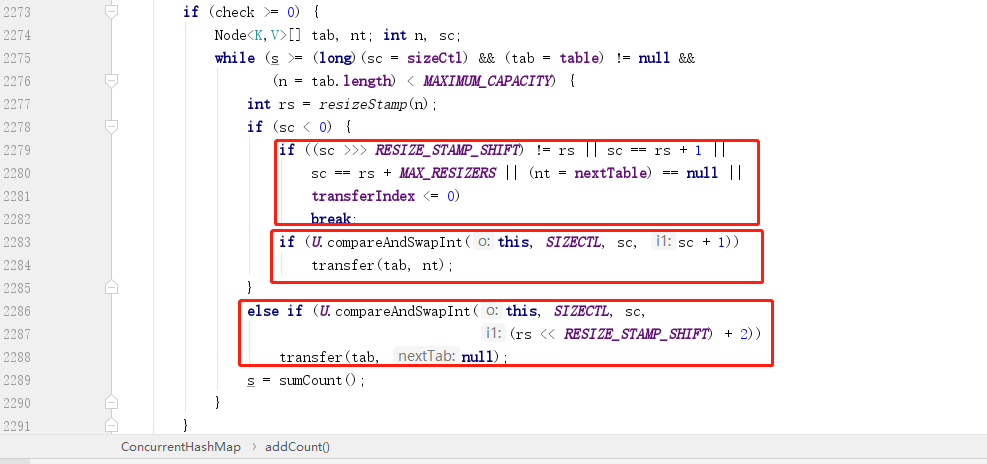 2273 if (check >= 0) {
2274 Node<K,V>[] tab, nt; int n, sc;
2275 while (s >= (long)(sc = sizeCtl) && (tab = table) != null &&
2276 (n = tab.length) < MAXIMUM_CAPACITY) {
2277 int rs = resizeStamp(n);
2278 if (sc < 0) {
2279 if ((sc >>> RESIZE_STAMP_SHIFT) != rs || sc == rs + 1 ||
2280 sc == rs + MAX_RESIZERS || (nt = nextTable) == null ||
2281 transferIndex <= 0)
2282 break;
2283 if (U.compareAndSwapInt( o: this, SIZECTL, sc, i1: sc + 1))
2284 transfer(tab, nt);
2285 }
2286 else if (U.compareAndSwapInt( o: this, SIZECTL, sc,
2287 i1: (rs << RESIZE_STAMP_SHIFT) + 2))
2288 transfer(tab, nextTab: null);
2289 s = sumCount();
2290 }
2291 }
ConcurrentHashMap › addCount()